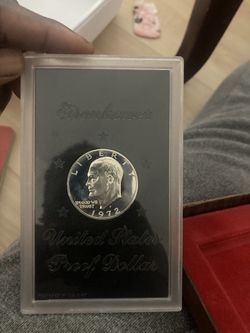 Eisenhower
LIBERTY
IN GOD WE
TRUST
1972
United States
Proof Dollar